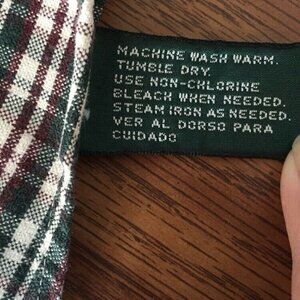 MACHINE WASH WARM.
TUMBLE DRY.
USE NON-CHLORINE
BLEACH WHEN NEEDED.
STEAM IRON AS NEEDED.
VER AL DORSO PARA
CUIDADO